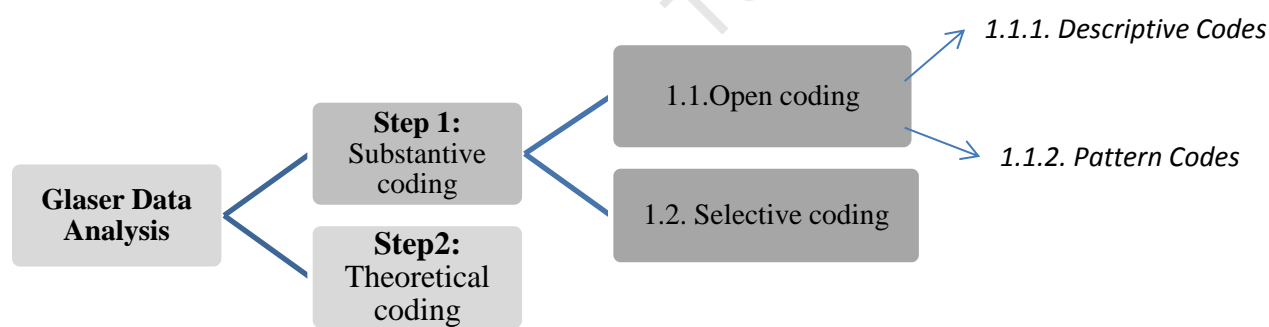 1.1.1. Descriptive Codes
1.1.Open coding
Step 1:
Substantive
coding
1.1.2. Pattern Codes
Glaser Data
Analysis
1.2. Selective coding
Step2:
Theoretical
coding